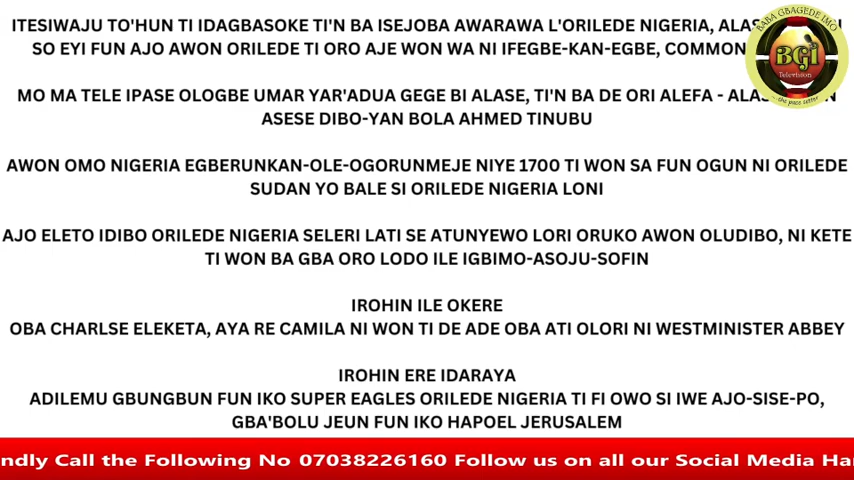 ITESIWAJU TO'HUN TI IDAGBASOKE TI'N BA ISEJOBA AWARAWA L'ORILEDE NIGERIA,
SO EYI FUN AJO AWON ORILEDE TI ORO AJE WON WA NI IFEGBE-KAN-EGBE,
MO MA TELE IPASE OLOGBE UMAR YAR'ADUA GEGE BI ALASE, TI'N BA DE ORI ALEFA -
ASESE DIBO-YAN BOLA AHMED TINUBU
AWON OMO NIGERIA EGBERUNKAN-OLE-OGORUNMEJE NIYE 1700 TI WON SA FUN OGUN NI ORILEDE
SUDAN YO BALE SI ORILEDE NIGERIA LONI
AJO ELETO IDIBO ORILEDE NIGERIA SELERI LATI SE ATUNYEWO LORI ORUKO AWON OLUDIBO, NI KETE
TI WON BA GBA ORO LODO ILE IGBIMO-ASOJU-SOFIN
IROHIN ILE OKERE
OBA CHARLSE ELEKETA, AYA RE CAMILA NI WON TI DE ADE OBA ATI OLORI NI WESTMINISTER ABBEY
IROHIN ERE IDARAYA
ADILEMU GBUNGBUN FUN IKO SUPER EAGLES ORILEDE NIGERIA TI FI OWO SI IWE AJO-SISE-PO,
GBA'BOLU JEUN FUN IKO HAPOEL JERUSALEM
BABA GBAGEDE IMO
BGI
Television
ndly Call the Following No 07038226160 Follow us on all our Social Media Ha